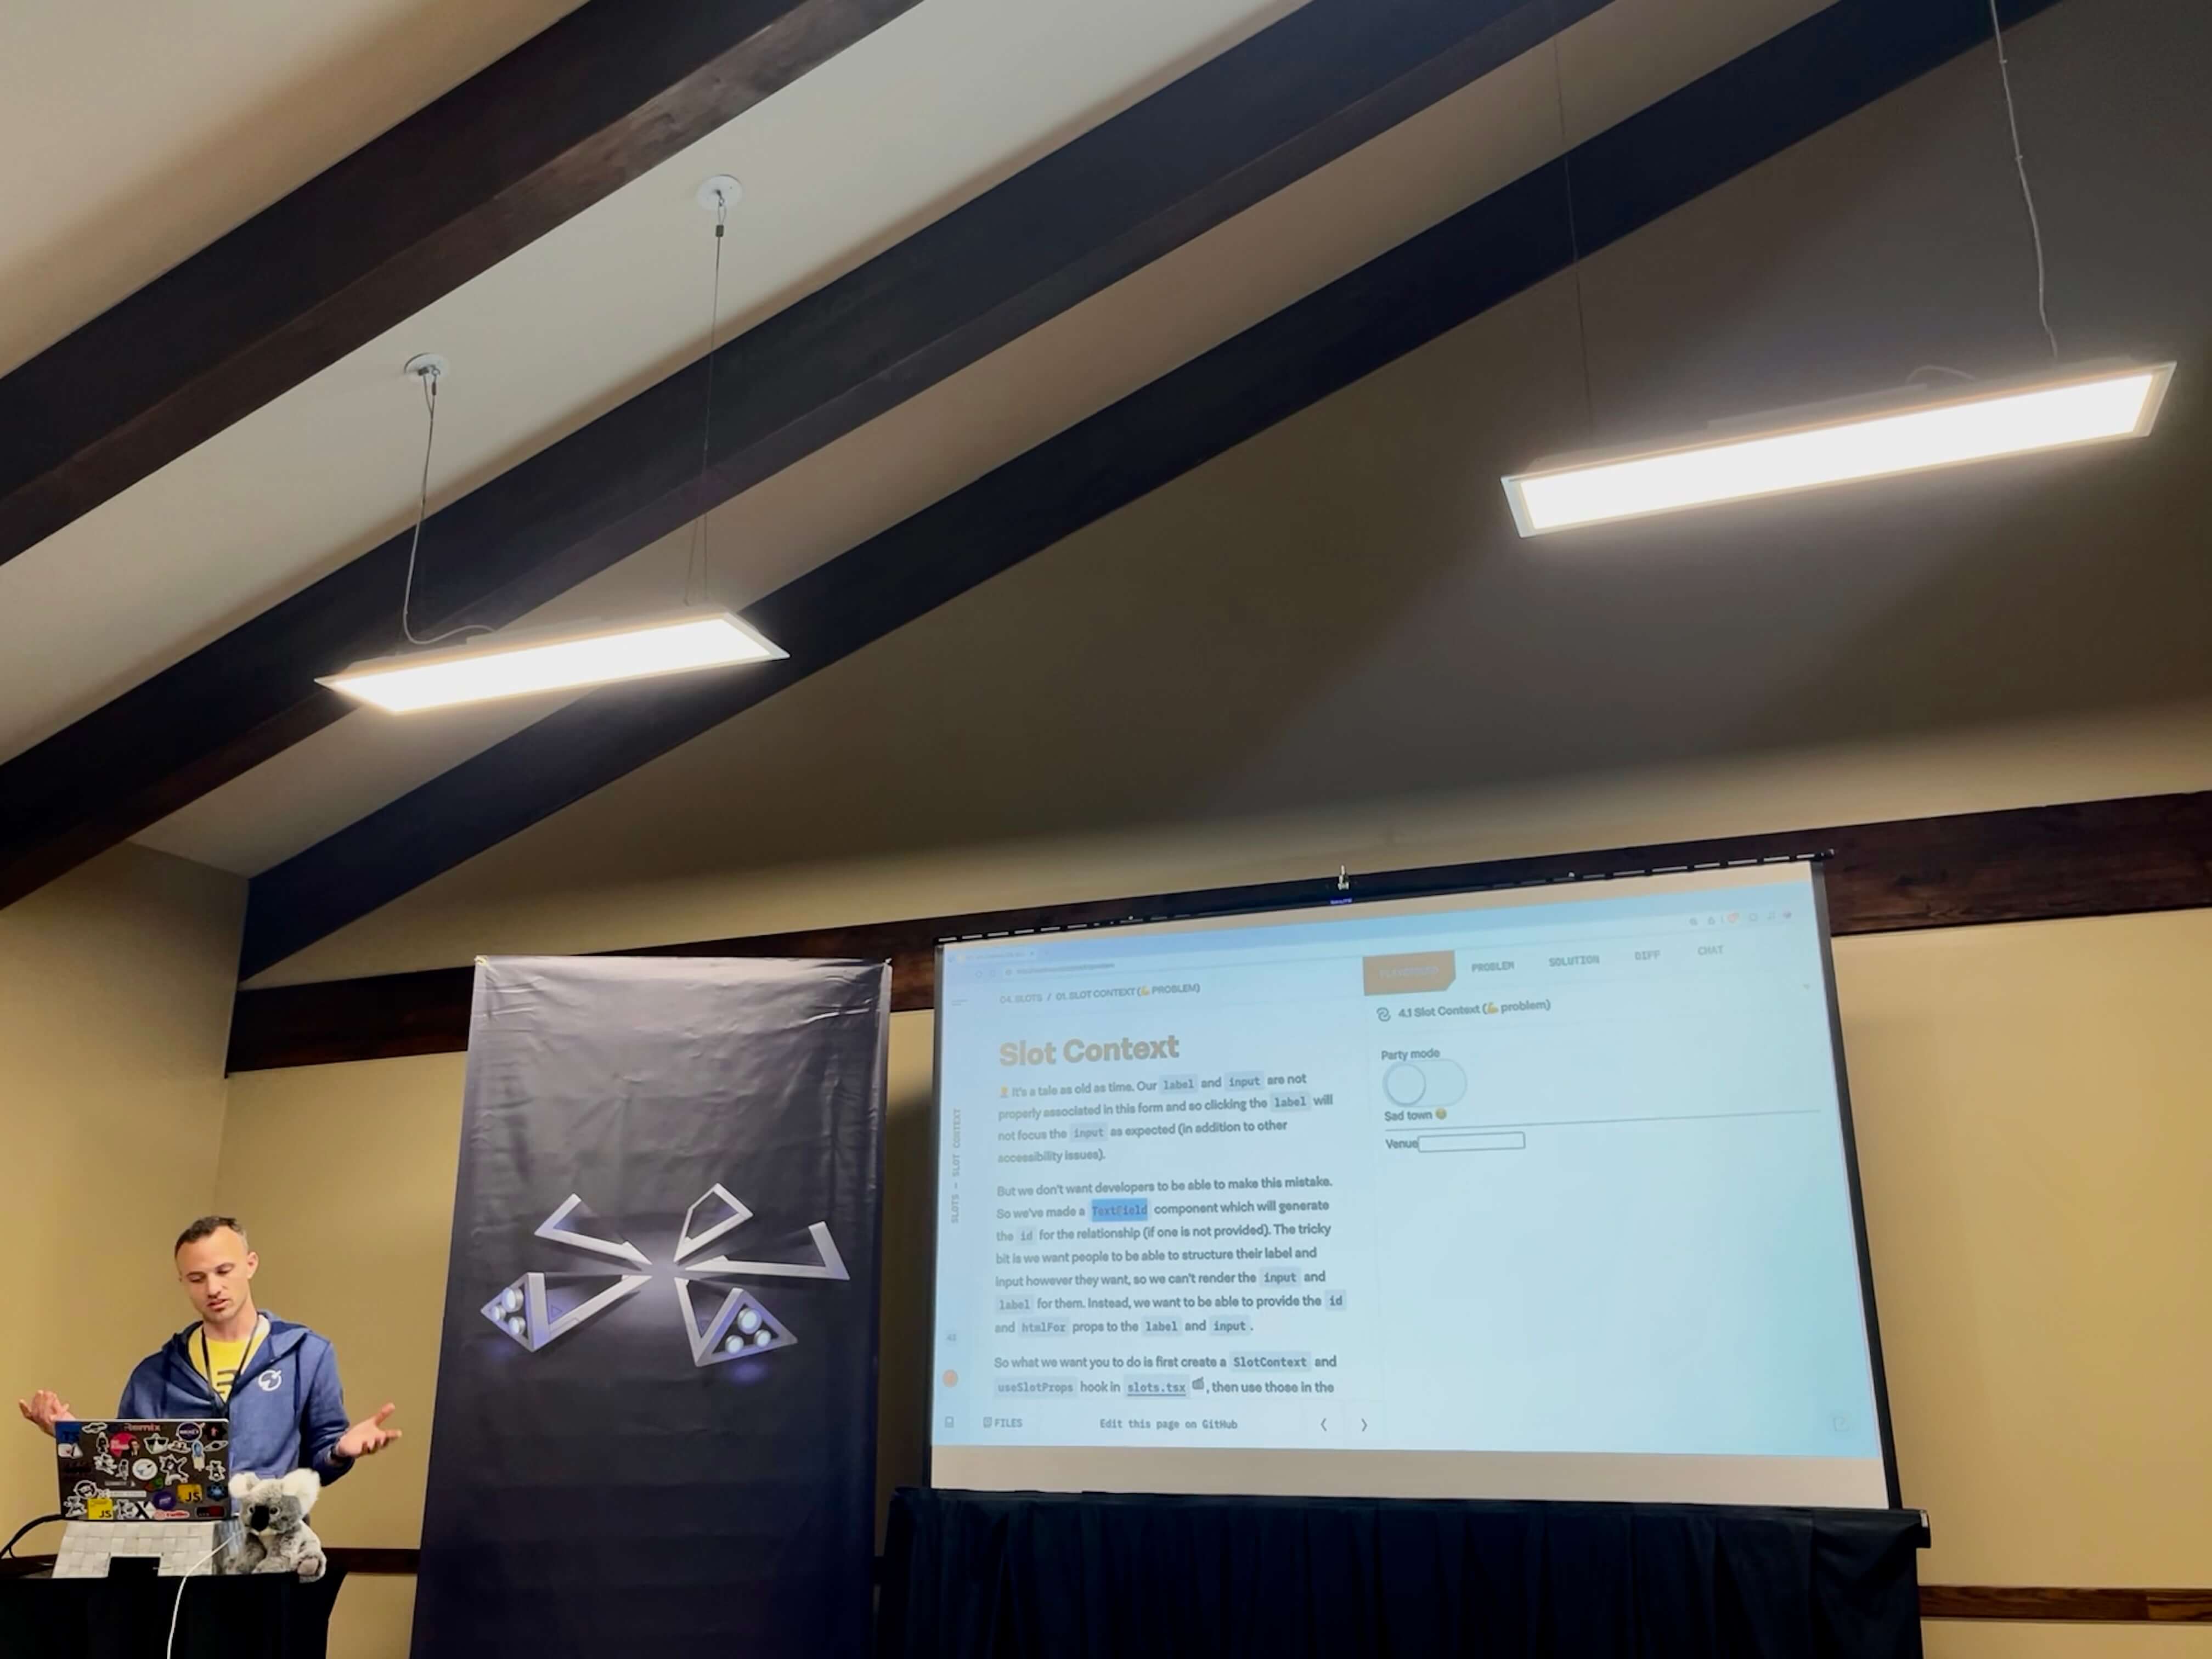 04. SLOTS / 01. SLOT CONTEXT (💪 PROBLEM)
Slot Context
It's a tale as old as time. Our label and input are not
properly associated in this form and so clicking the label will
not focus the input as expected (in addition to other
accessibility issues).
But we don't want developers to be able to make this mistake.
So we've made a TextField component which will generate
the id for the relationship (if one is not provided). The tricky
bit is we want people to be able to structure their label and
input however they want, so we can't render the input and
label for them. Instead, we want to be able to provide the id
and htmlFor props to the label and input.
So what we want you to do is first create a SlotContext and
useSlotProps hook in slots.tsx, then use those in the
SLOTS — SLOT CONTEXT
FILES
Edit this page on GitHub
PROBLEM
SOLUTION
DIFF
CHAT
4.1 Slot Context (💪 problem)
Party mode
Sad town
Venue
Remix
JS
JS